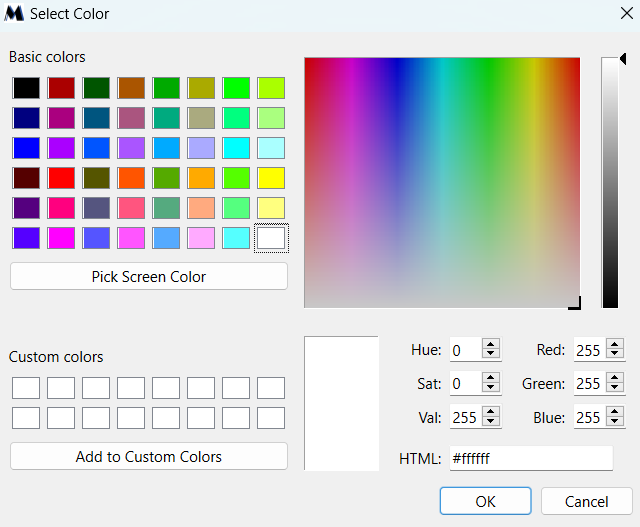 Select Color
Basic colors
Pick Screen Color
Custom colors
Add to Custom Colors
Hue: 0 Red: 255
Sat: 0 Green: 255
Val: 255 Blue: 255
HTML: #ffffff
OK Cancel